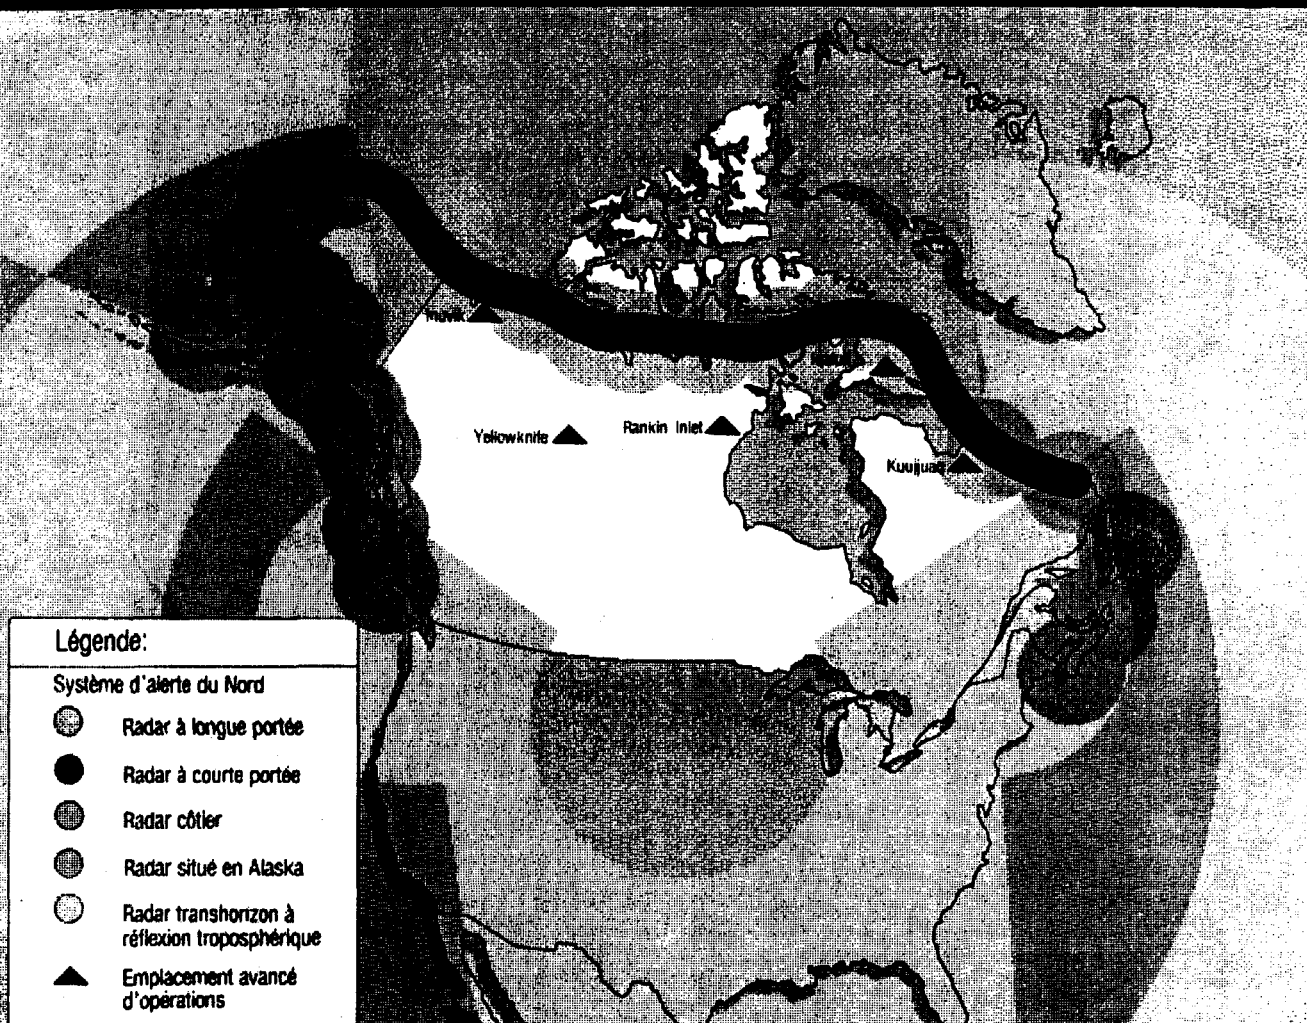 Inuvik
Yellowknife
Rankin Inlet
Kuujjuaq
Légende:
Système d'alerte du Nord
Radar à longue portée
Radar à courte portée
Radar côtier
Radar situé en Alaska
Radar transhorizon à
réflexion troposphérique
Emplacement avancé
d'opérations